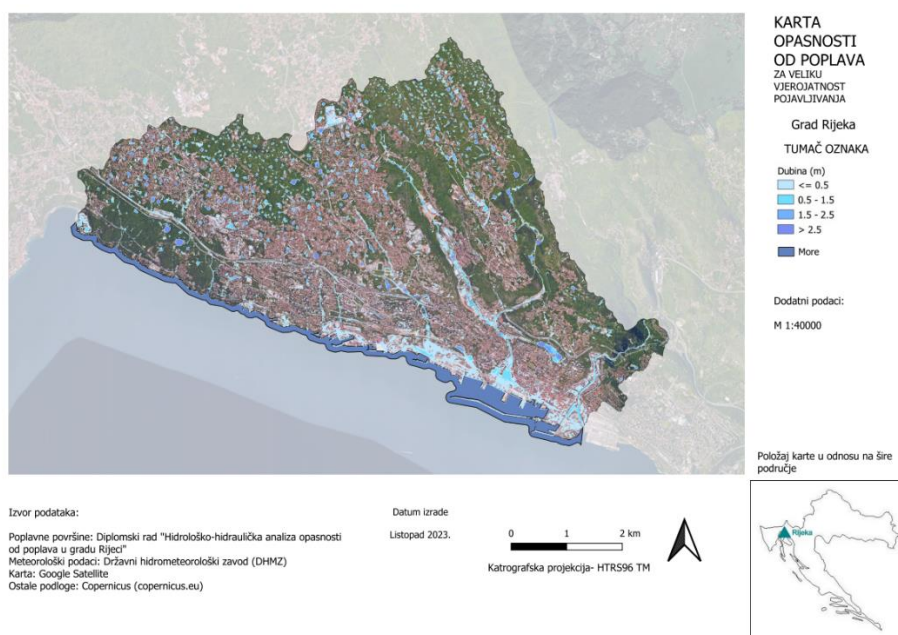 KARTA
OPASNOSTI
OD POPLAVA
ZA VELIKU
VJEROJATNOST
POJAVLJIVANJA
Grad Rijeka
TUMAČ OZNAKA
Dubina (m)
<= 0.5
0.5 - 1.5
1.5 - 2.5
> 2.5
More
Dodatni podaci:
M 1:40000
Položaj karte u odnosu na šire
područje
Rijeka
Izvor podataka:
Poplavne površine: Diplomski rad "Hidrološko-hidraulička analiza opasnosti
od poplava u gradu Rijeci"
Meteorološki podaci: Državni hidrometeorološki zavod (DHMZ)
Karta: Google Satellite
Ostale podloge: Copernicus (copernicus.eu)
Datum izrade
Listopad 2023.
0 1 2 km
Katrografska projekcija- HTRS96 TM